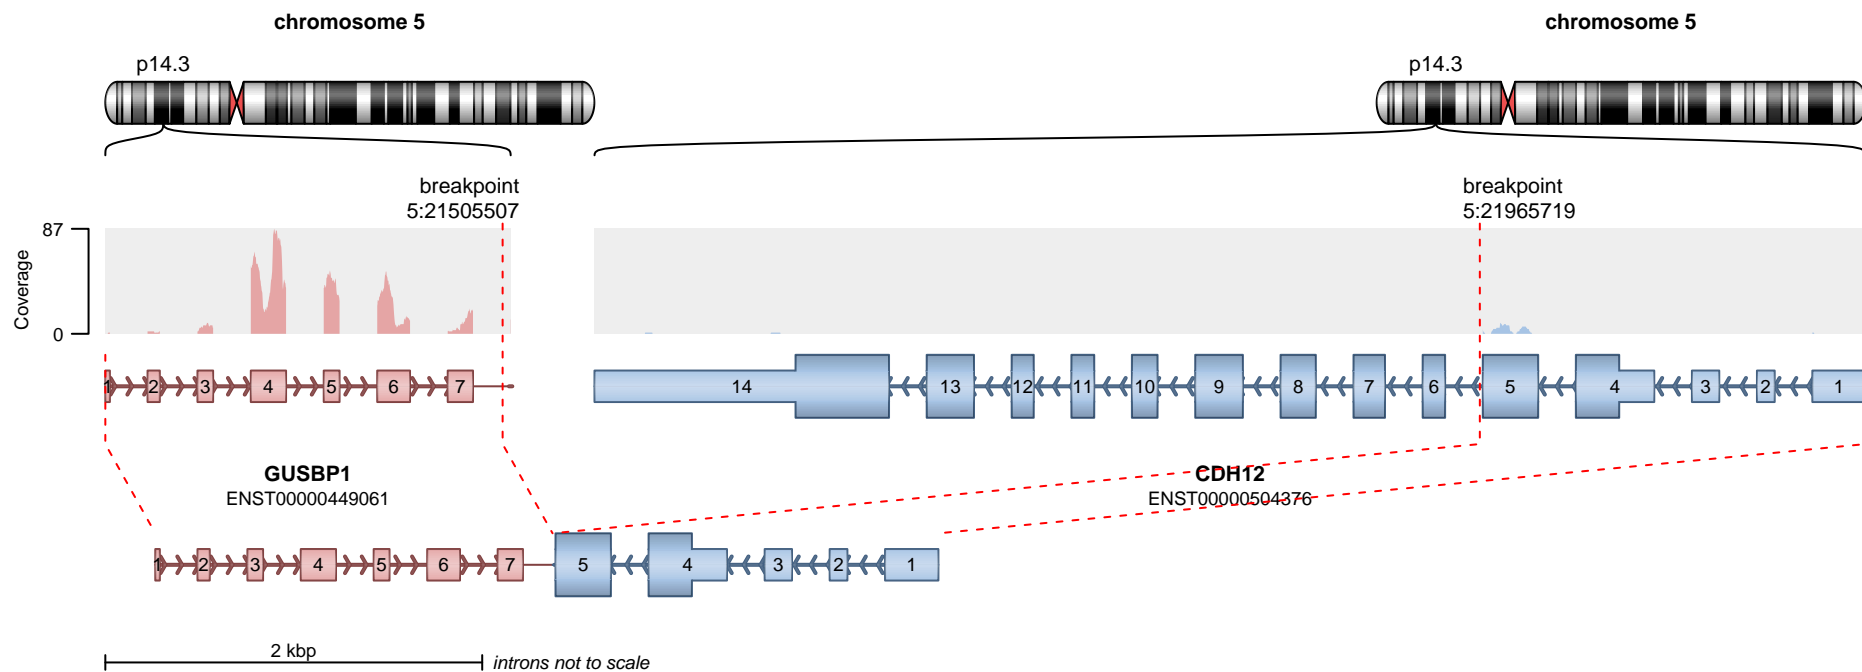 chromosome 5
chromosome 5
p14.3
p14.3
breakpoint
5:21505507
breakpoint
5:21965719
87
0
Coverage
1 2 3 4 5 6 7
14 13 12 11 10 9 8 7 6 5 4 3 2 1
GUSBP1
ENST00000449061
CDH12
ENST00000504376
1 2 3 4 5 6 7 5 4 3 2 1
2 kbp
introns not to scale